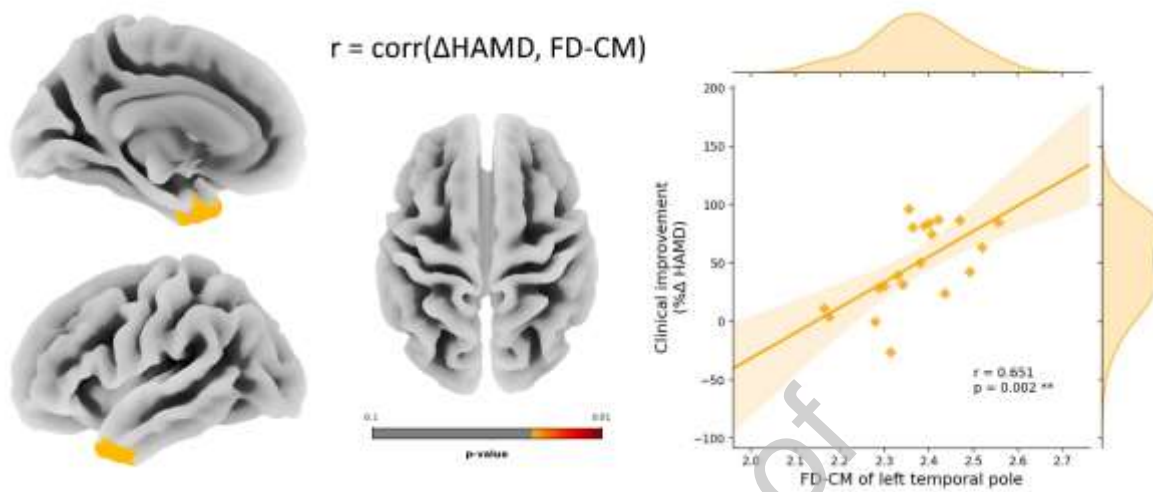 r = corr(ΔHAMD, FD-CM)
0.1
0.01
p-value
200
150
100
50
0
−50
−100
Clinical improvement
(%Δ HAMD)
r = 0.651
p = 0.002 **
2.0 2.1 2.2 2.3 2.4 2.5 2.6 2.7
FD-CM of left temporal pole
of